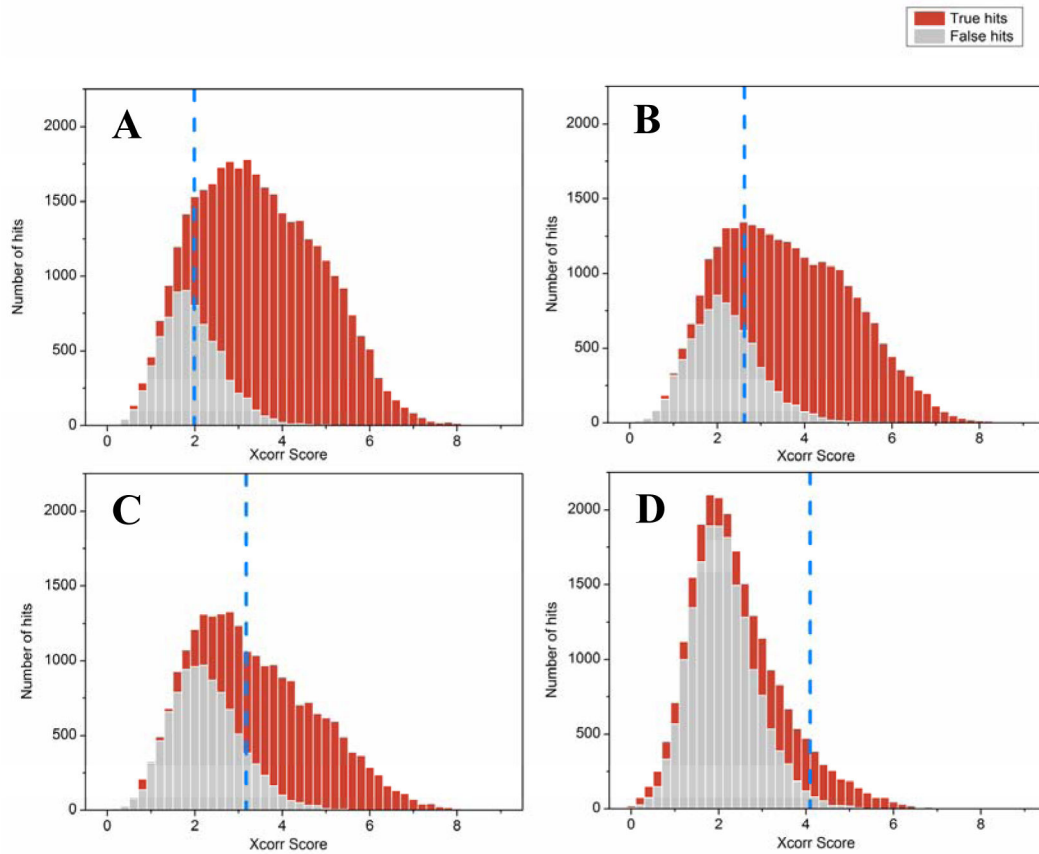 True hits
False hits
A
2000
1500
1000
500
0
Number of hits
0 2 4 6 8
Xcorr Score
B
2000
1500
1000
500
0
Number of hits
0 2 4 6 8
Xcorr Score
C
2000
1500
1000
500
0
Number of hits
0 2 4 6 8
Xcorr Score
D
2000
1500
1000
500
0
Number of hits
0 2 4 6 8
Xcorr Score